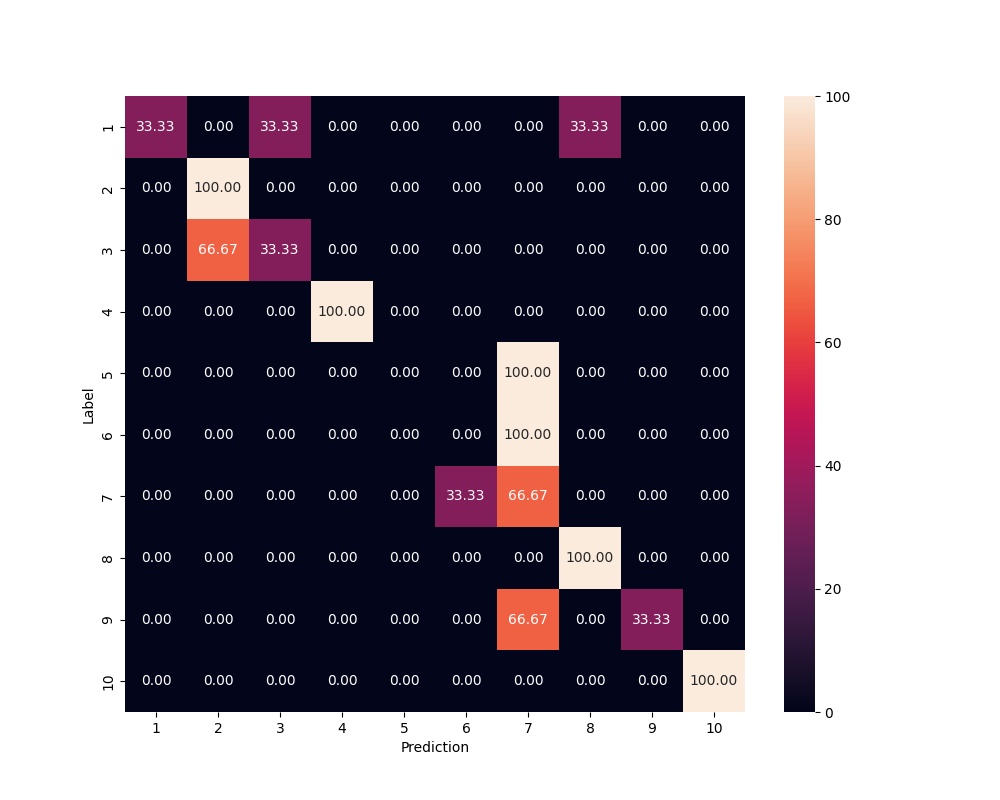 1 33.33 0.00 33.33 0.00 0.00 0.00 0.00 33.33 0.00 0.00
2 0.00 100.00 0.00 0.00 0.00 0.00 0.00 0.00 0.00 0.00
3 0.00 66.67 33.33 0.00 0.00 0.00 0.00 0.00 0.00 0.00
4 0.00 0.00 0.00 100.00 0.00 0.00 0.00 0.00 0.00 0.00
5 0.00 0.00 0.00 0.00 0.00 0.00 100.00 0.00 0.00 0.00
6 0.00 0.00 0.00 0.00 0.00 0.00 100.00 0.00 0.00 0.00
7 0.00 0.00 0.00 0.00 0.00 33.33 66.67 0.00 0.00 0.00
8 0.00 0.00 0.00 0.00 0.00 0.00 0.00 100.00 0.00 0.00
9 0.00 0.00 0.00 0.00 0.00 0.00 66.67 0.00 33.33 0.00
10 0.00 0.00 0.00 0.00 0.00 0.00 0.00 0.00 0.00 100.00
1 2 3 4 5 6 7 8 9 10
Prediction
Label
100
80
60
40
20
0